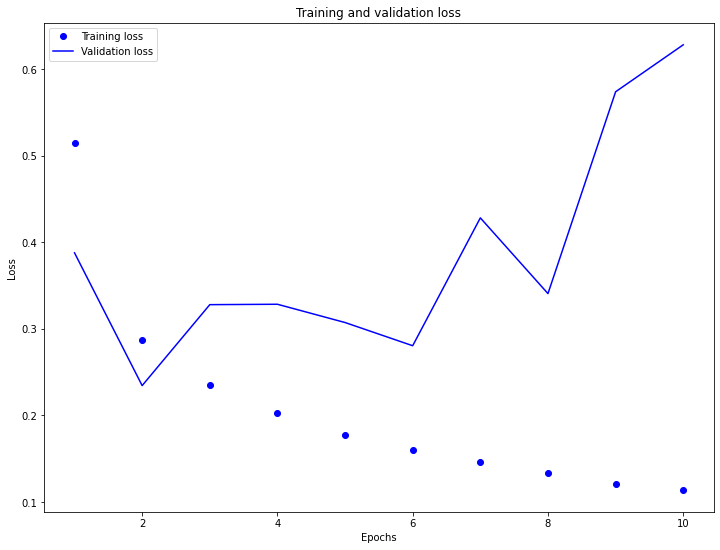 Training and validation loss
Training loss
Validation loss
0.6
0.5
0.4
0.3
0.2
0.1
Loss
2
4
6
8
10
Epochs